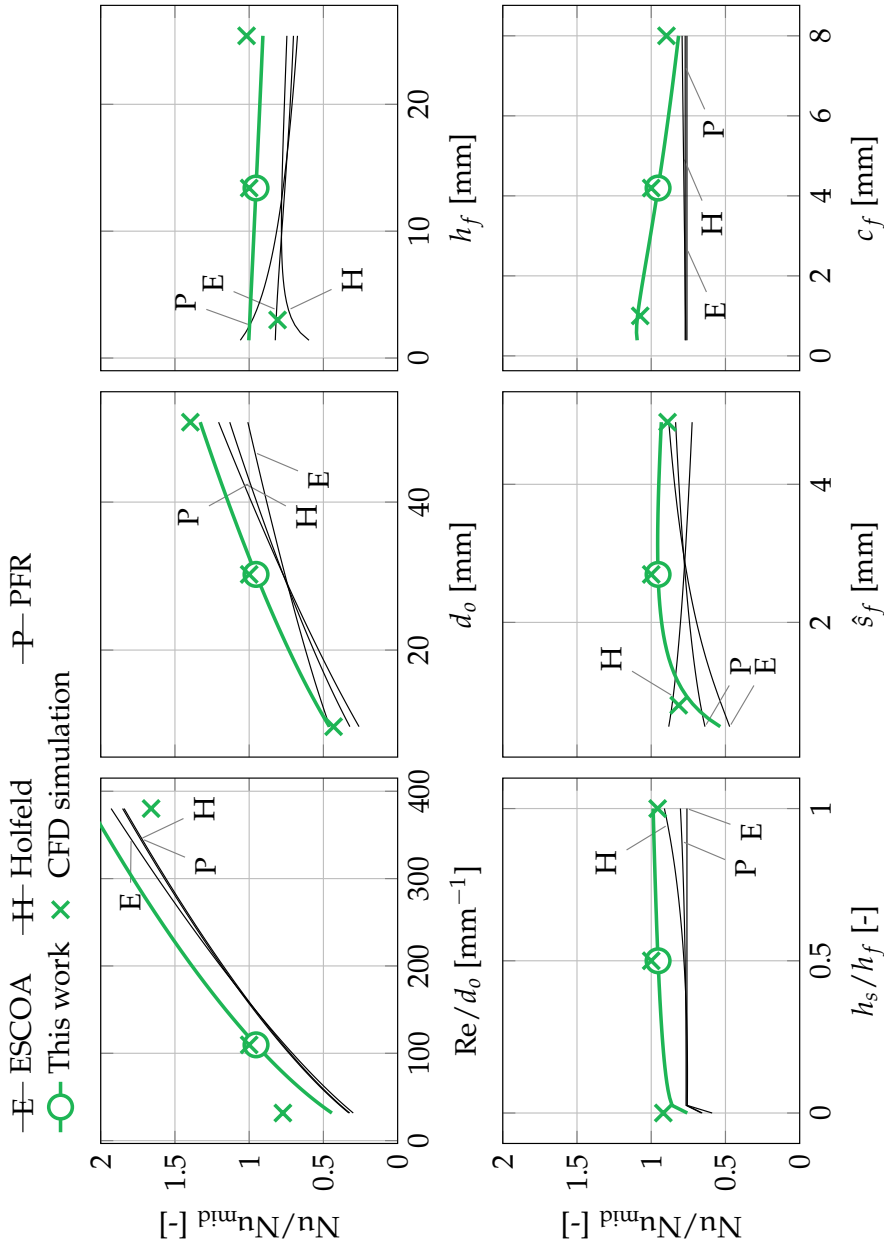 E ESCOA H Holfeld P PFR
This work CFD simulation
Nu/Nu_mid [-]
2
1.5
1
0.5
0
E
P
H
0 100 200 300 400
Re/d_o [mm⁻¹]
P
H
E
20 40
d_o [mm]
P
E
H
0 10 20
h_f [mm]
Nu/Nu_mid [-]
2
1.5
1
0.5
0
H
P
E
0 0.5 1
h_s/h_f [-]
H
P
E
2 4
ŝ_f [mm]
E
H
P
0 2 4 6 8
c_f [mm]